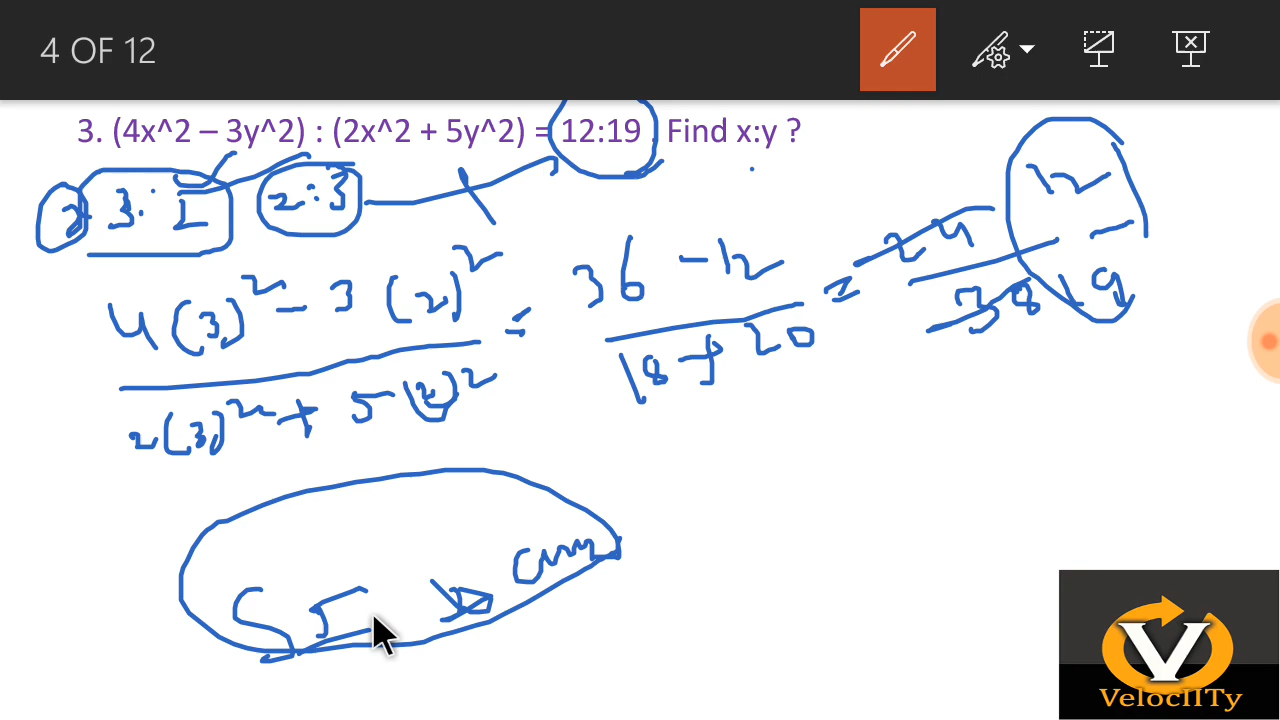 4 OF 12
3. (4x^2 – 3y^2) : (2x^2 + 5y^2) = 12:19 . Find x:y ?
3:2 2:3
4(3)² - 3(2)² = 36 - 12 = 24 12
2(3)² + 5(2)² 18 + 20 38 19
VelocIITy